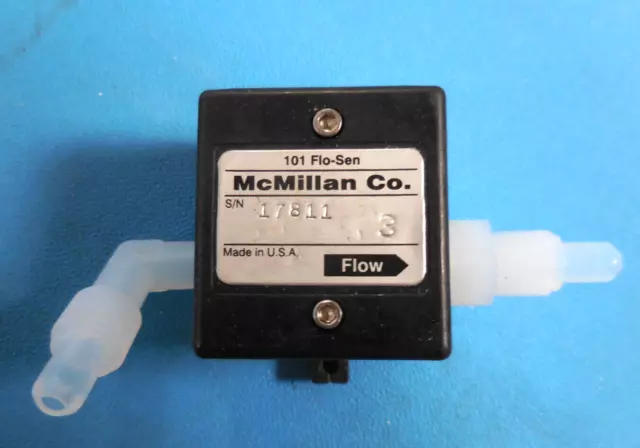 101 Flo-Sen
McMillan Co.
S/N 17811
3
Made in U.S.A.
Flow